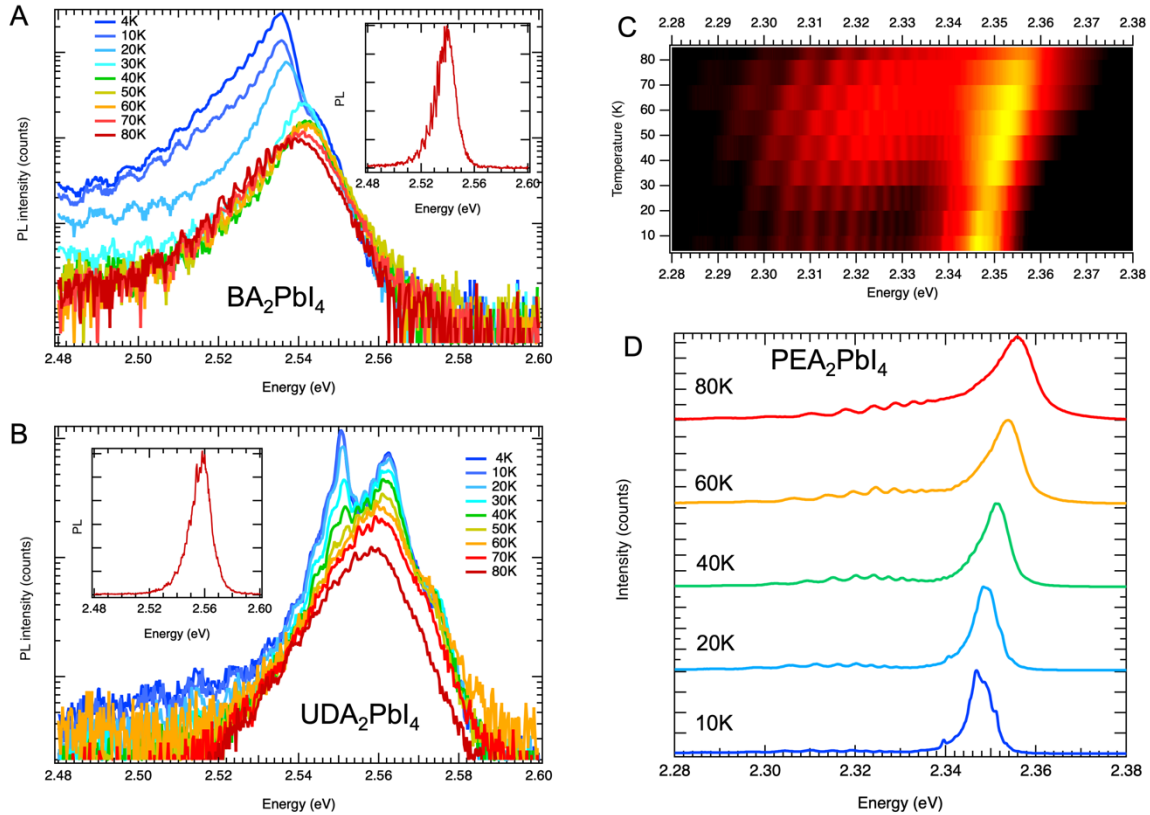 A
4K
10K
20K
30K
40K
50K
60K
70K
80K
PL
2.48 2.52 2.56 2.60
Energy (eV)
PL intensity (counts)
BA₂PbI₄
2.48 2.50 2.52 2.54 2.56 2.58 2.60
Energy (eV)
B
PL
2.48 2.52 2.56 2.60
Energy (eV)
4K
10K
20K
30K
40K
50K
60K
70K
80K
PL intensity (counts)
UDA₂PbI₄
2.48 2.50 2.52 2.54 2.56 2.58 2.60
Energy (eV)
C
2.28 2.29 2.30 2.31 2.32 2.33 2.34 2.35 2.36 2.37 2.38
Temperature (K)
80
70
60
50
40
30
20
10
2.28 2.29 2.30 2.31 2.32 2.33 2.34 2.35 2.36 2.37 2.38
Energy (eV)
D
PEA₂PbI₄
80K
60K
40K
20K
10K
Intensity (counts)
2.28 2.30 2.32 2.34 2.36 2.38
Energy (eV)